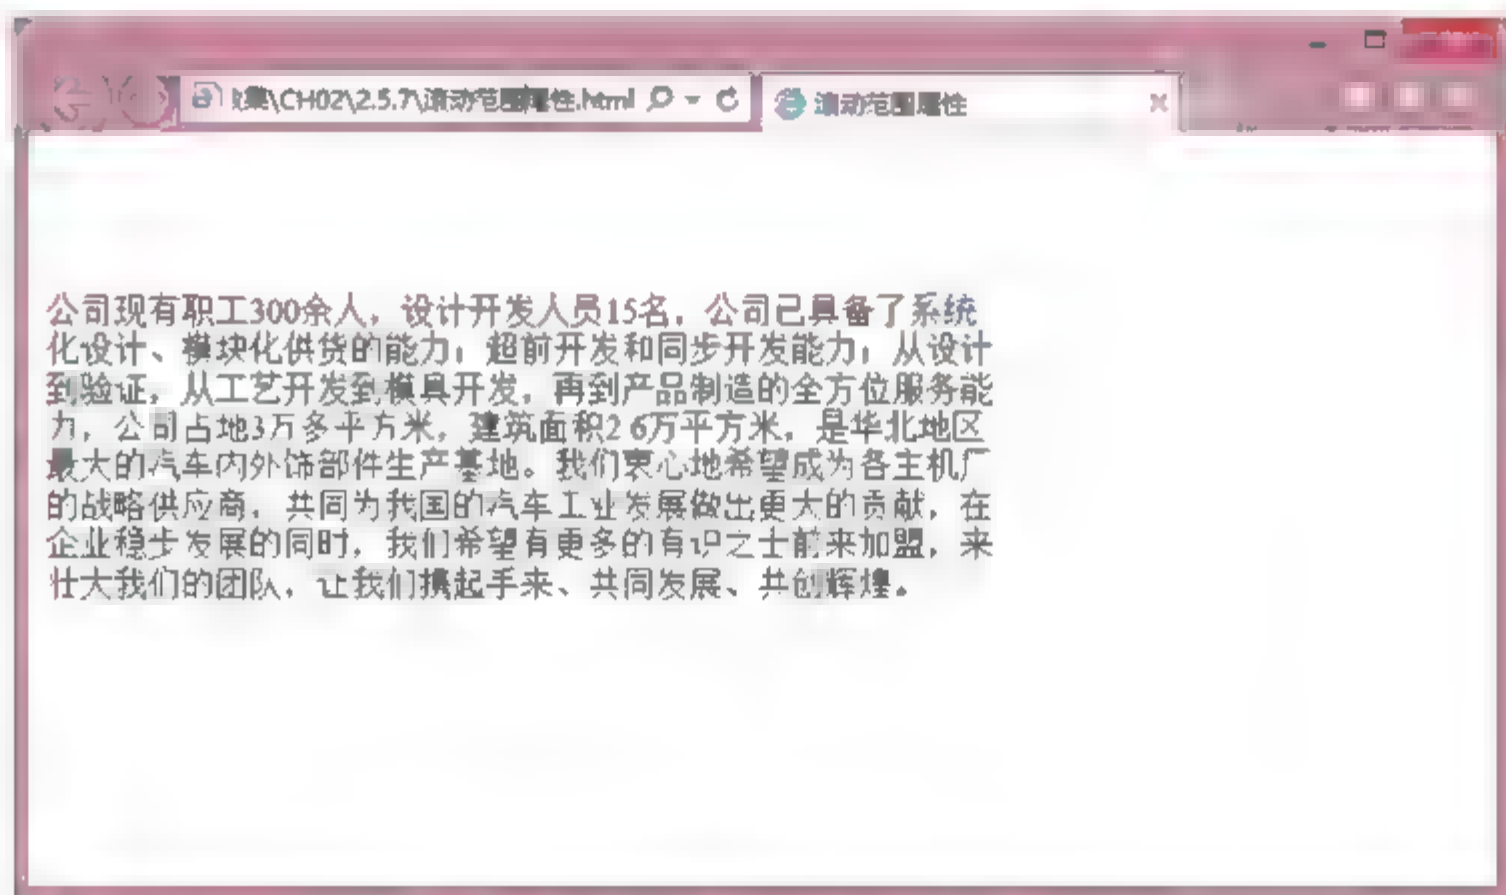 收集\CH02\2.5.7\滚动范围属性.html
滚动范围属性
公司现有职工300余人，设计开发人员15名，公司已具备了系统
化设计、模块化供货的能力；超前开发和同步开发能力；从设计
到验证，从工艺开发到模具开发，再到产品制造的全方位服务能
力，公司占地3万多平方米，建筑面积2.6万平方米，是华北地区
最大的汽车内外饰部件生产基地。我们衷心地希望成为各主机厂
的战略供应商，共同为我国的汽车工业发展做出更大的贡献，在
企业稳步发展的同时，我们希望有更多的有识之士前来加盟，来
壮大我们的团队，让我们携起手来、共同发展、共创辉煌。